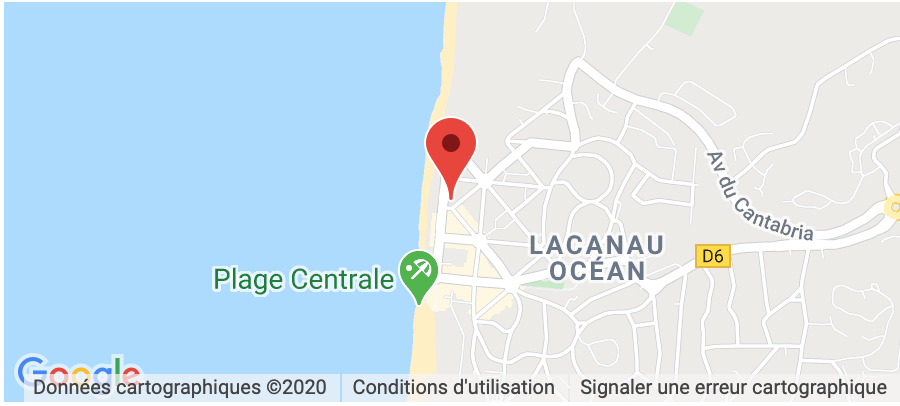 Av du Cantabria
LACANAU
OCÉAN
D6
Plage Centrale
Google
Données cartographiques ©2020
Conditions d'utilisation
Signaler une erreur cartographique